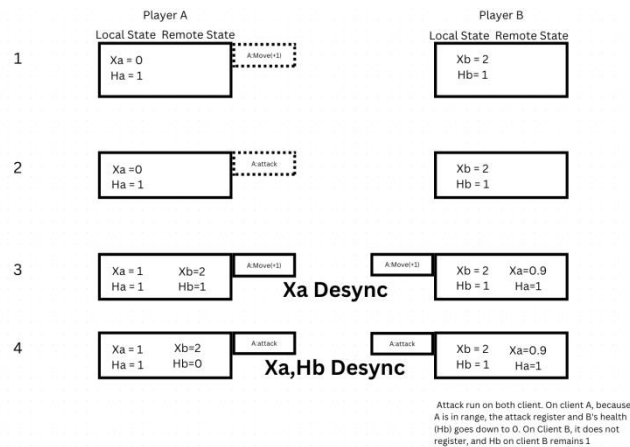 Player A Player B
Local State Remote State Local State Remote State
1 Xa = 0 A:Move(+1) Xb = 2
Ha = 1 Hb= 1
2 Xa =0 A:attack Xb = 2
Ha = 1 Hb = 1
3 Xa = 1 Xb=2 A:Move(+1) A:Move(+1) Xb = 2 Xa=0.9
Ha = 1 Hb=1 Hb = 1 Ha=1
Xa Desync
4 Xa = 1 Xb=2 A:attack A:attack Xb = 2 Xa=0.9
Ha = 1 Hb=0 Hb = 1 Ha=1
Xa,Hb Desync
Attack run on both client. On client A, because
A is in range, the attack register and B's health
(Hb) goes down to 0. On Client B, it does not
register, and Hb on client B remains 1